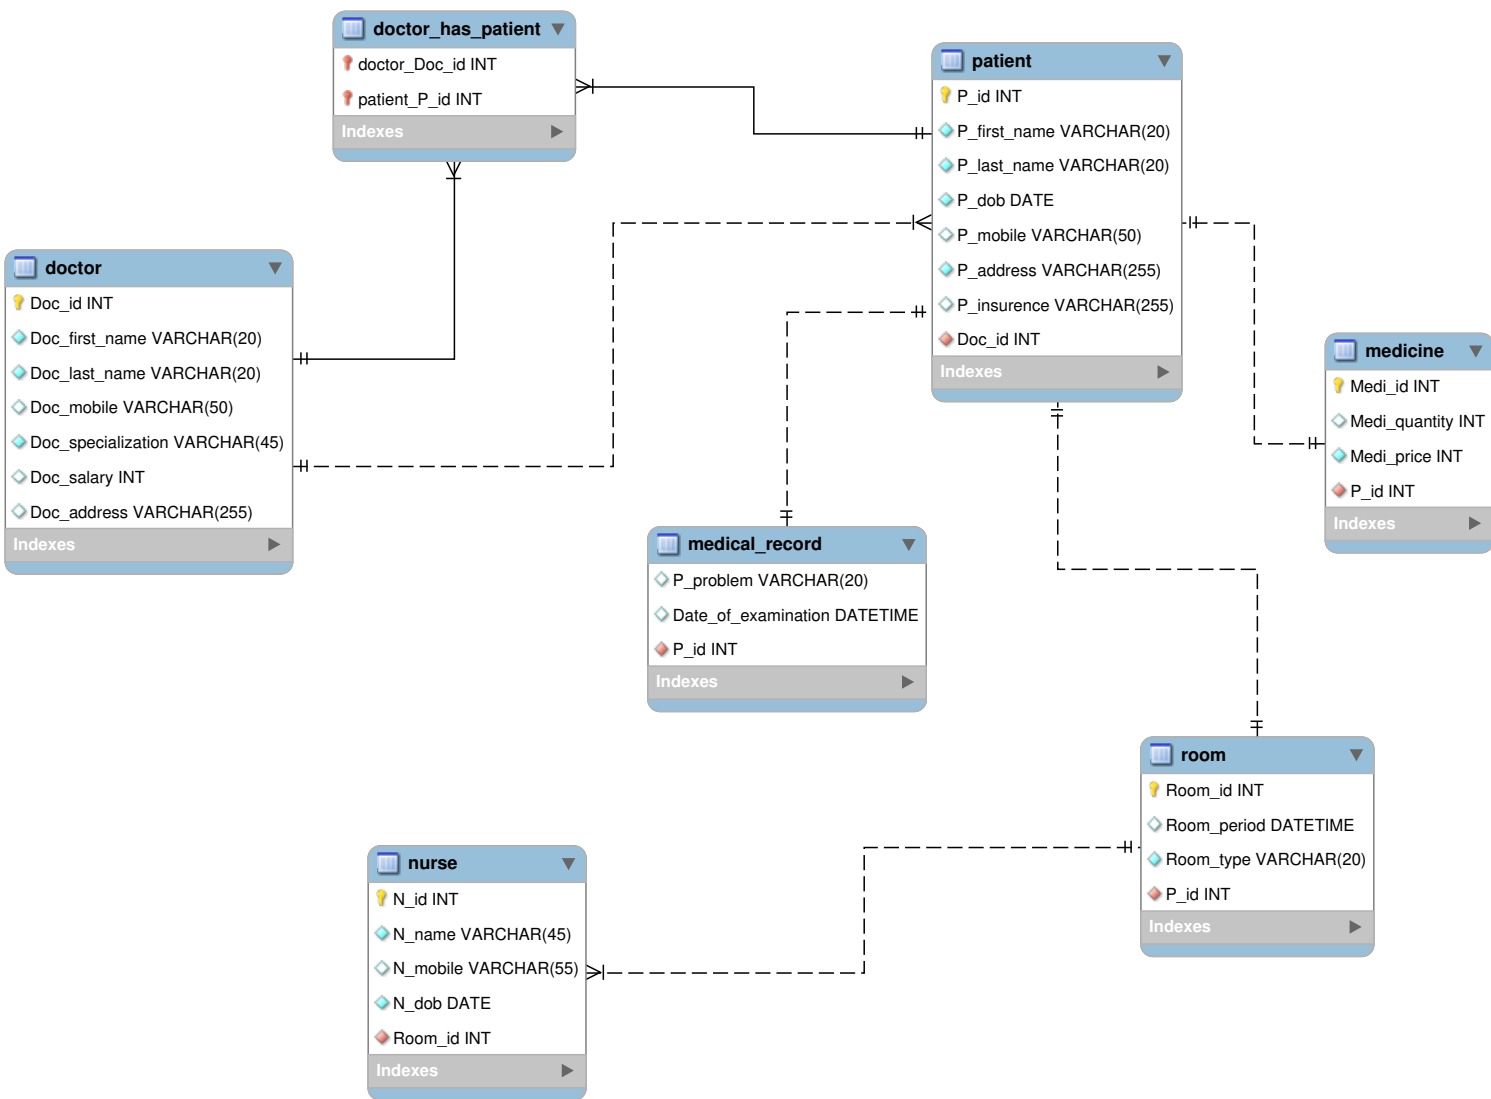 doctor_has_patient
doctor_Doc_id INT
patient_P_id INT
Indexes
patient
P_id INT
P_first_name VARCHAR(20)
P_last_name VARCHAR(20)
P_dob DATE
P_mobile VARCHAR(50)
P_address VARCHAR(255)
P_insurence VARCHAR(255)
Doc_id INT
Indexes
doctor
Doc_id INT
Doc_first_name VARCHAR(20)
Doc_last_name VARCHAR(20)
Doc_mobile VARCHAR(50)
Doc_specialization VARCHAR(45)
Doc_salary INT
Doc_address VARCHAR(255)
Indexes
medicine
Medi_id INT
Medi_quantity INT
Medi_price INT
P_id INT
Indexes
medical_record
P_problem VARCHAR(20)
Date_of_examination DATETIME
P_id INT
Indexes
room
Room_id INT
Room_period DATETIME
Room_type VARCHAR(20)
P_id INT
Indexes
nurse
N_id INT
N_name VARCHAR(45)
N_mobile VARCHAR(55)
N_dob DATE
Room_id INT
Indexes